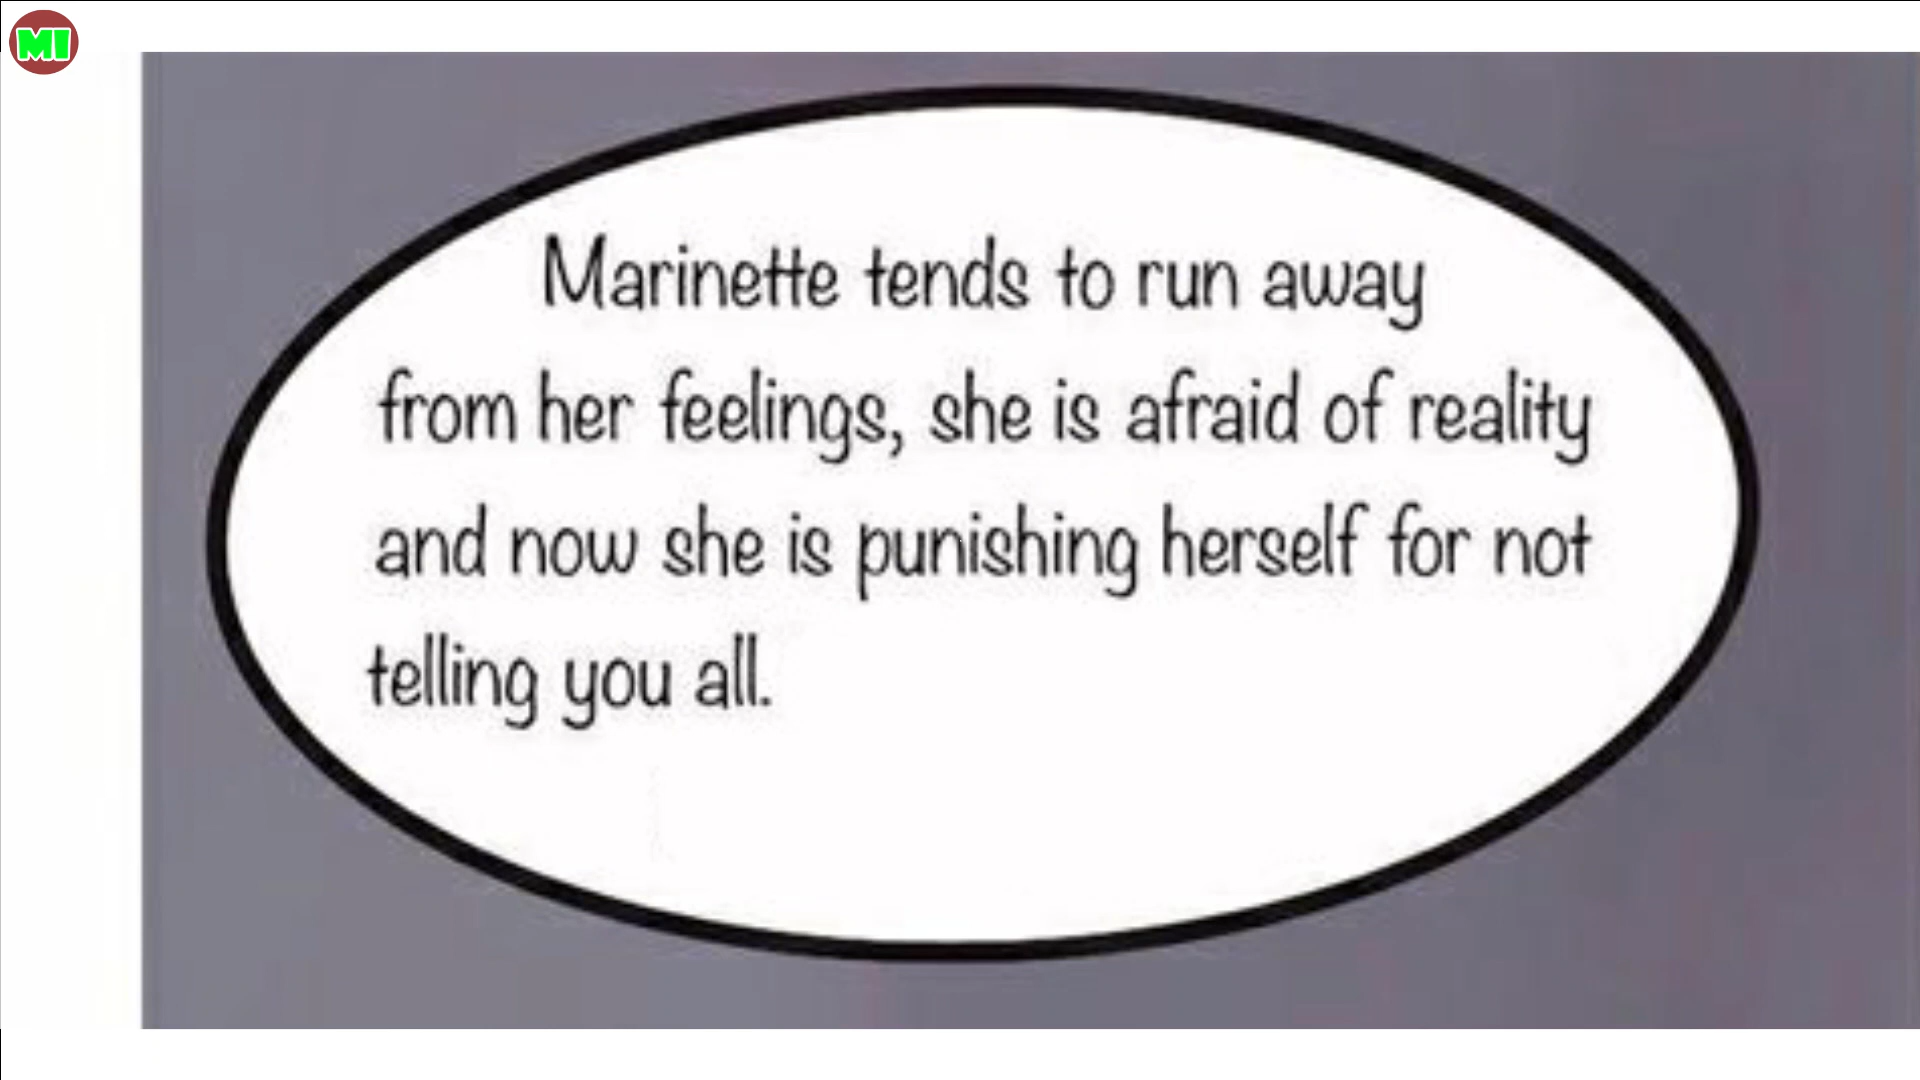 MI
Marinette tends to run away
from her feelings, she is afraid of reality
and now she is punishing herself for not
telling you all.